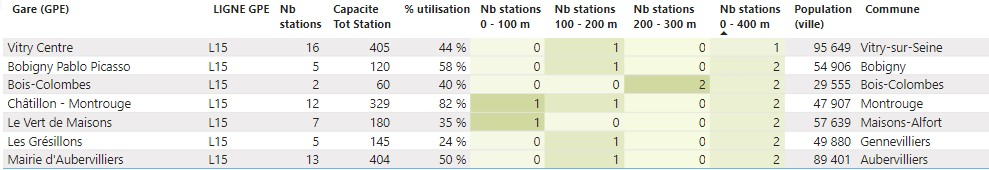 Gare (GPE) LIGNE GPE Nb stations Capacite Tot Station % utilisation Nb stations 0 - 100 m Nb stations 100 - 200 m Nb stations 200 - 300 m Nb stations 0 - 400 m Population (ville) Commune
Vitry Centre L15 16 405 44 % 0 1 0 1 95 649 Vitry-sur-Seine
Bobigny Pablo Picasso L15 5 120 58 % 0 1 0 2 54 906 Bobigny
Bois-Colombes L15 2 60 40 % 0 0 2 2 29 555 Bois-Colombes
Châtillon - Montrouge L15 12 329 82 % 1 1 0 2 47 907 Montrouge
Le Vert de Maisons L15 7 180 35 % 1 0 0 2 57 639 Maisons-Alfort
Les Grésillons L15 5 145 24 % 0 1 0 2 49 880 Gennevilliers
Mairie d'Aubervilliers L15 13 404 50 % 0 1 0 2 89 401 Aubervilliers